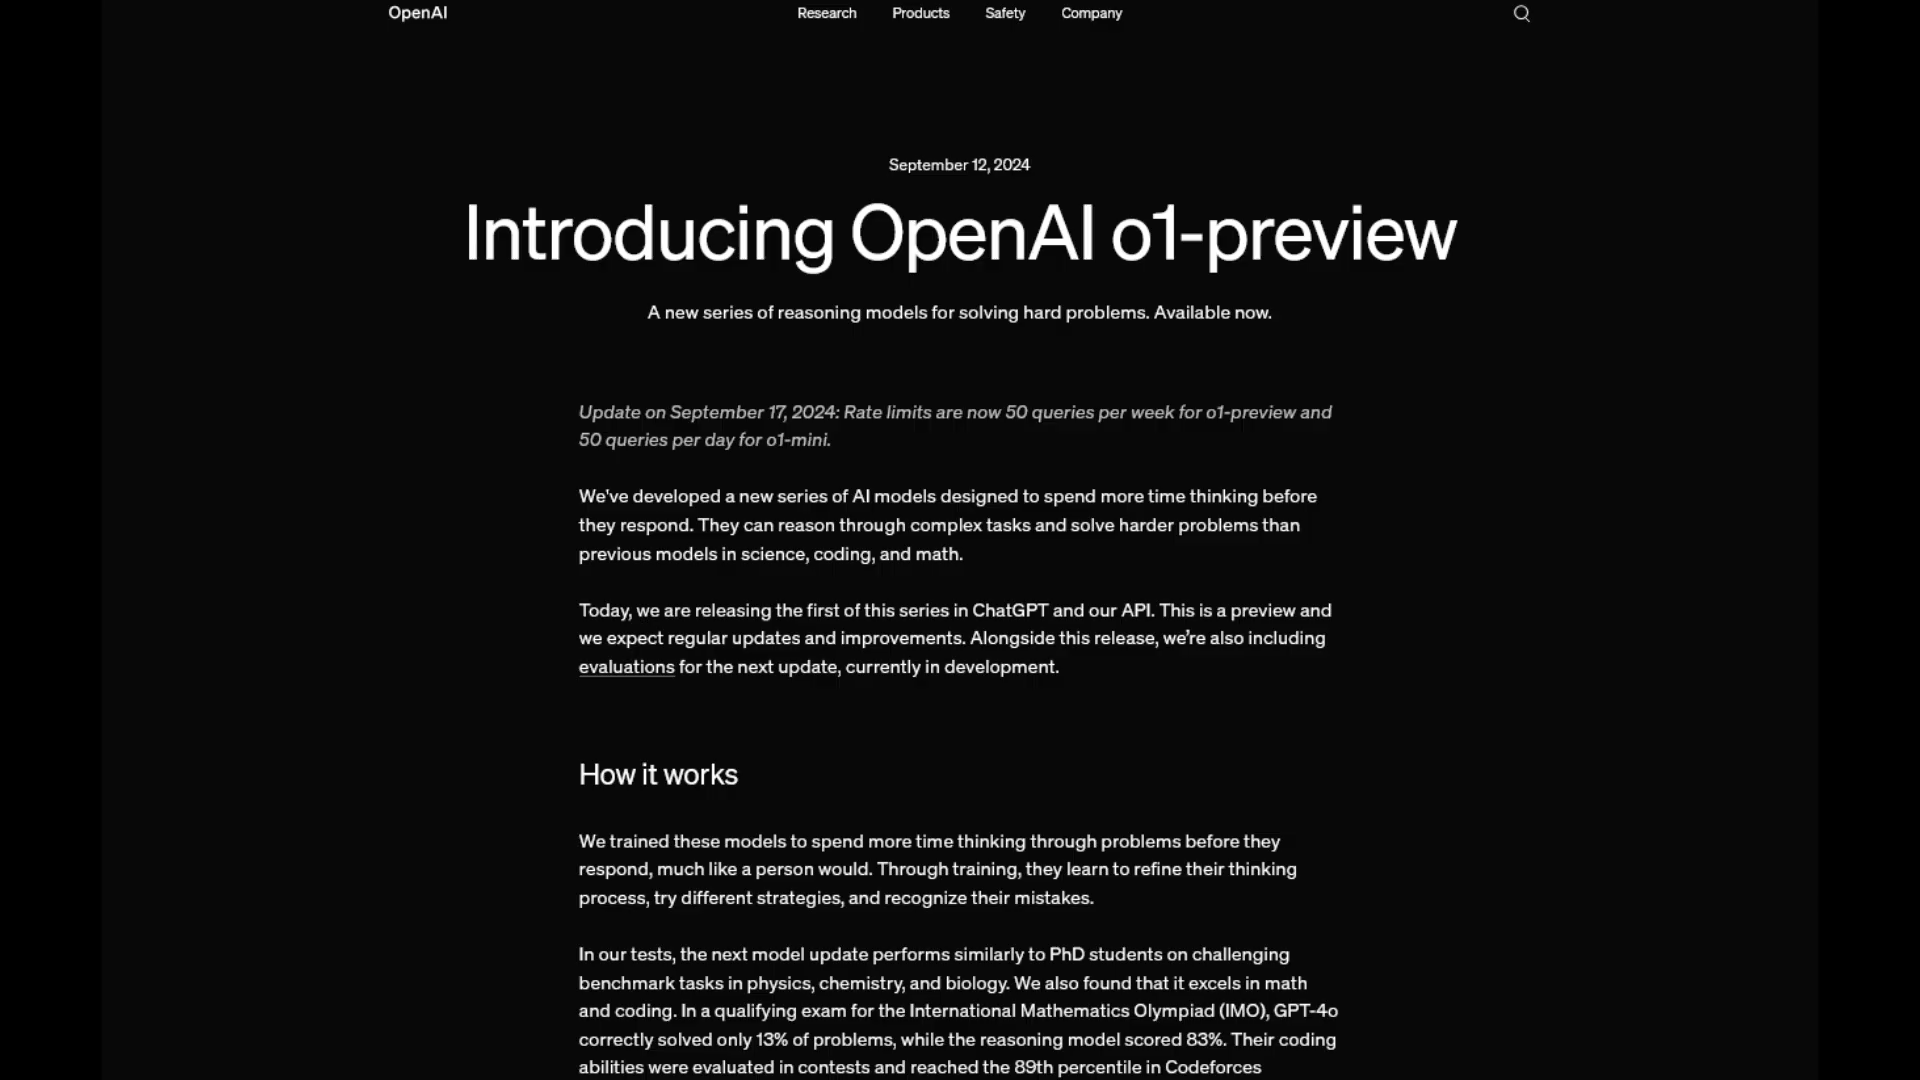 OpenAI
Research
Products
Safety
Company
September 12, 2024
Introducing OpenAI o1-preview
A new series of reasoning models for solving hard problems. Available now.
Update on September 17, 2024: Rate limits are now 50 queries per week for o1-preview and
50 queries per day for o1-mini.
We've developed a new series of AI models designed to spend more time thinking before
they respond. They can reason through complex tasks and solve harder problems than
previous models in science, coding, and math.
Today, we are releasing the first of this series in ChatGPT and our API. This is a preview and
we expect regular updates and improvements. Alongside this release, we’re also including
evaluations for the next update, currently in development.
How it works
We trained these models to spend more time thinking through problems before they
respond, much like a person would. Through training, they learn to refine their thinking
process, try different strategies, and recognize their mistakes.
In our tests, the next model update performs similarly to PhD students on challenging
benchmark tasks in physics, chemistry, and biology. We also found that it excels in math
and coding. In a qualifying exam for the International Mathematics Olympiad (IMO), GPT-4o
correctly solved only 13% of problems, while the reasoning model scored 83%. Their coding
abilities were evaluated in contests and reached the 89th percentile in Codeforces